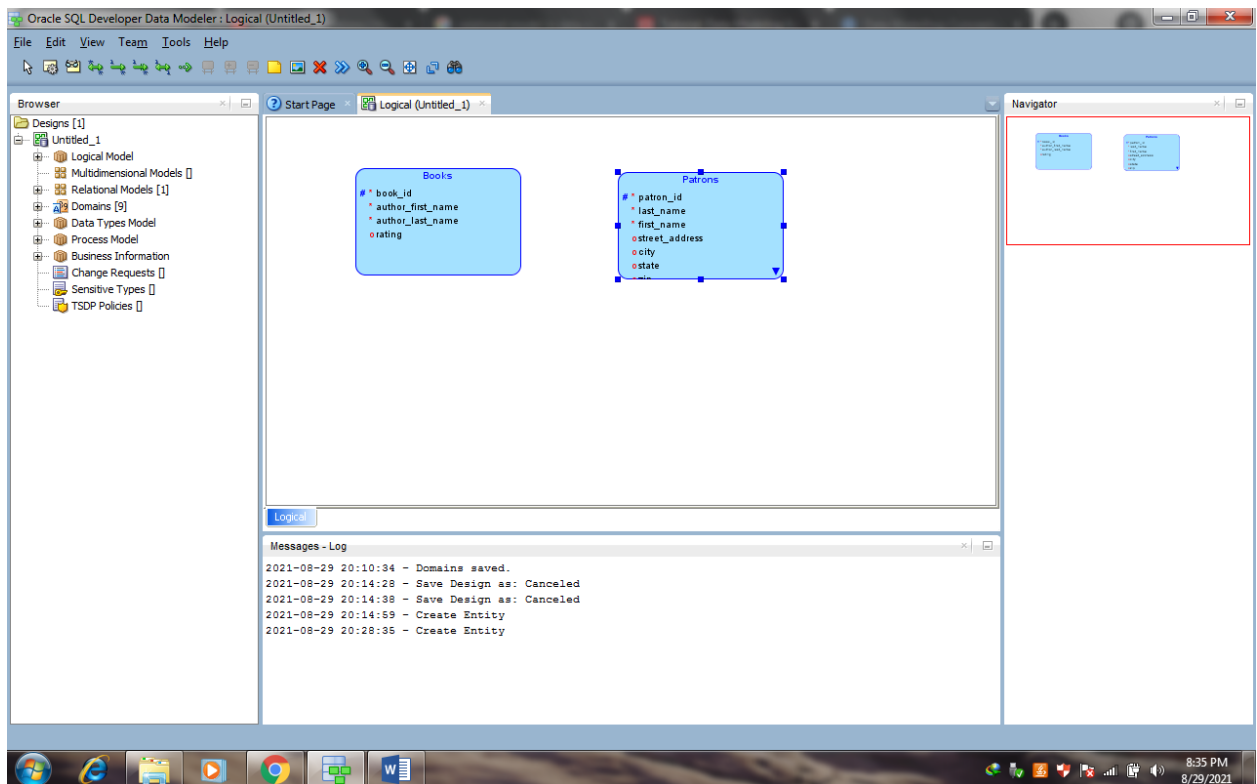 Oracle SQL Developer Data Modeler : Logical (Untitled_1)
File Edit View Team Tools Help
Browser
Designs [1]
Untitled_1
Logical Model
Multidimensional Models []
Relational Models [1]
Domains [9]
Data Types Model
Process Model
Business Information
Change Requests []
Sensitive Types []
TSDP Policies []
Start Page
Logical (Untitled_1)
Books
# * book_id
* author_first_name
* author_last_name
o rating
Patrons
# * patron_id
* last_name
* first_name
o street_address
o city
o state
Logical
Messages - Log
2021-08-29 20:10:34 - Domains saved.
2021-08-29 20:14:28 - Save Design as: Canceled
2021-08-29 20:14:38 - Save Design as: Canceled
2021-08-29 20:14:59 - Create Entity
2021-08-29 20:28:35 - Create Entity
Navigator
8:35 PM
8/29/2021